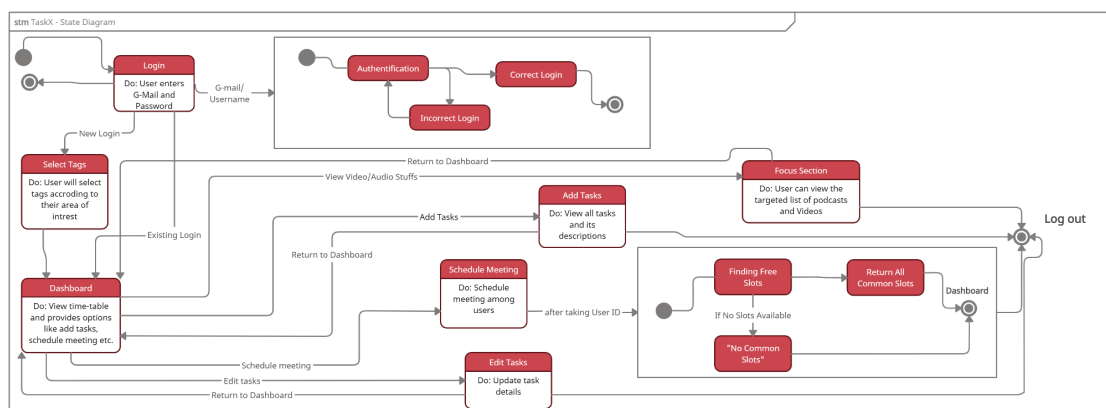 stm TaskX - State Diagram
Login
Do: User enters
G-Mail and
Password
G-mail/
Username
Authentification
Correct Login
Incorrect Login
New Login
Select Tags
Do: User will select
tags accroding to
their area of
intrest
Return to Dashboard
View Video/Audio Stuffs
Focus Section
Do: User can view the
targeted list of podcasts
and Videos
Add Tasks
Add Tasks
Do: View all tasks
and its
descriptions
Log out
Existing Login
Return to Dashboard
Dashboard
Do: View time-table
and provides options
like add tasks,
schedule meeting etc.
Schedule Meeting
Do: Schedule
meeting among
users
after taking User ID
Finding Free
Slots
Return All
Common Slots
Dashboard
If No Slots Available
"No Common
Slots"
Schedule meeting
Edit tasks
Return to Dashboard
Edit Tasks
Do: Update task
details